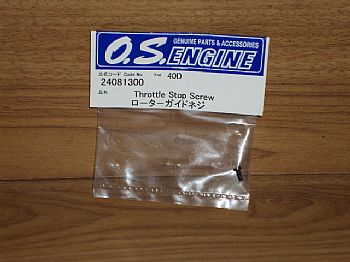 GENUINE PARTS & ACCESSORIES
O.S. ENGINE
品名コード Code No. For 40D
24081300
品名 Throttle Stop Screw
ローターガイドネジ